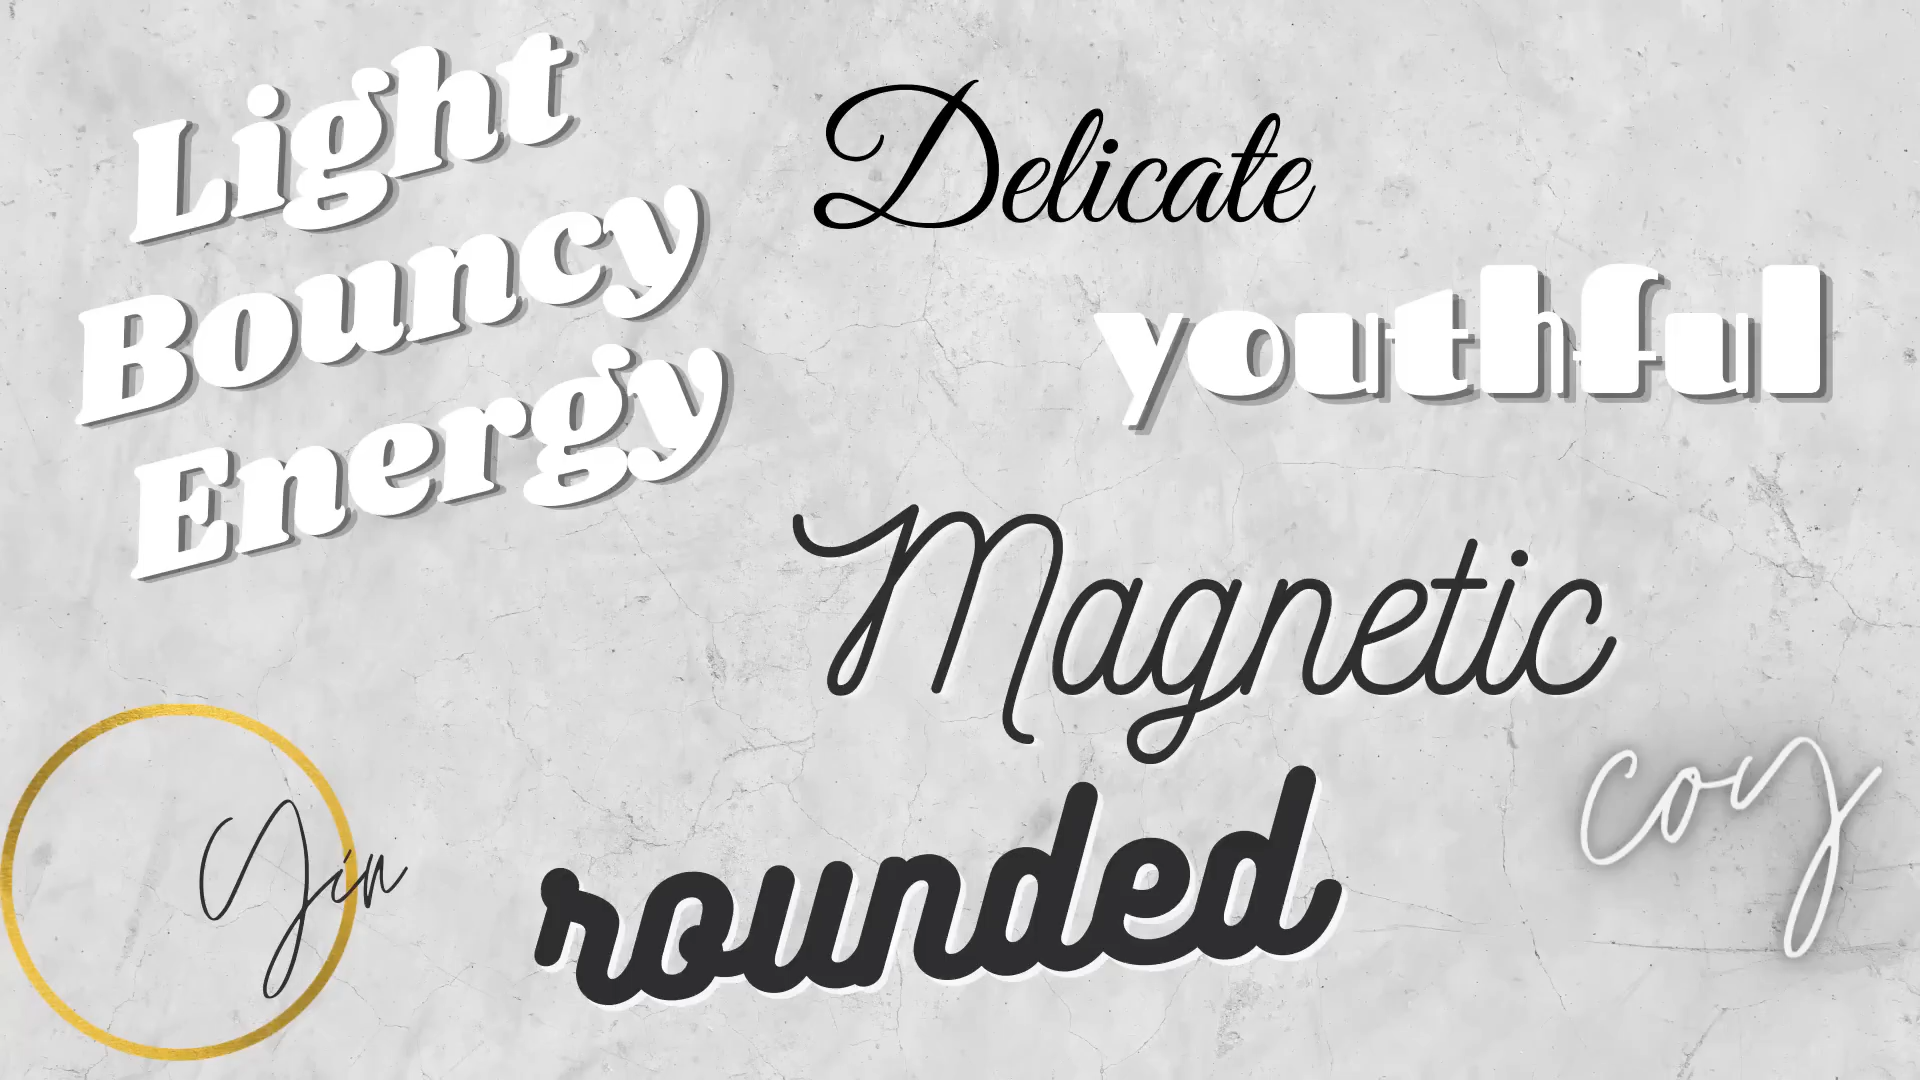 Light
Bouncy
Energy
Delicate
youthful
Magnetic
coy
Yin
rounded